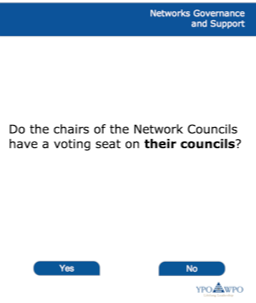 Networks Governance
and Support
Do the chairs of the Network Councils
have a voting seat on their councils?
Yes
No
YPO WPO